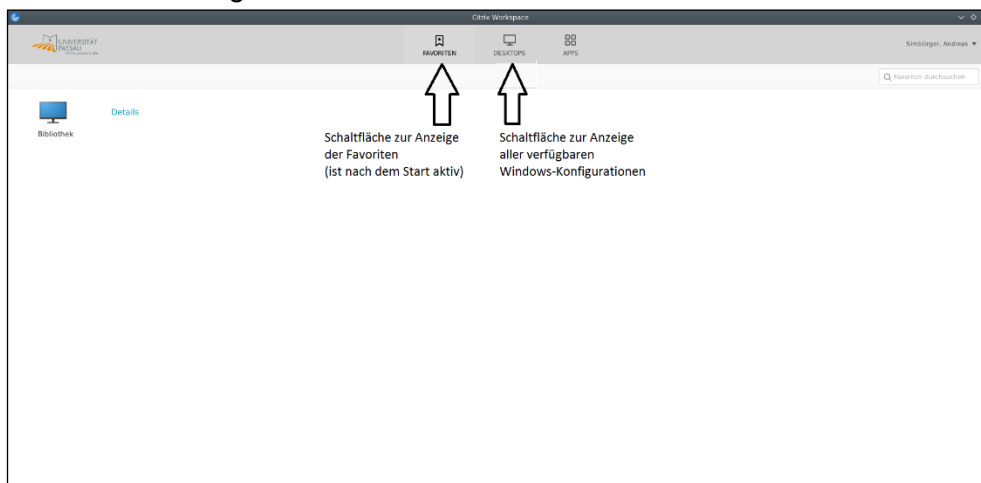 Citrix Workspace
UNIVERSITÄT
PASSAU
FAVORITEN
DESKTOPS
APPS
Simbürger, Andreas
Favoriten durchsuchen
Bibliothek
Details
Schaltfläche zur Anzeige
der Favoriten
(ist nach dem Start aktiv)
Schaltfläche zur Anzeige
aller verfügbaren
Windows-Konfigurationen